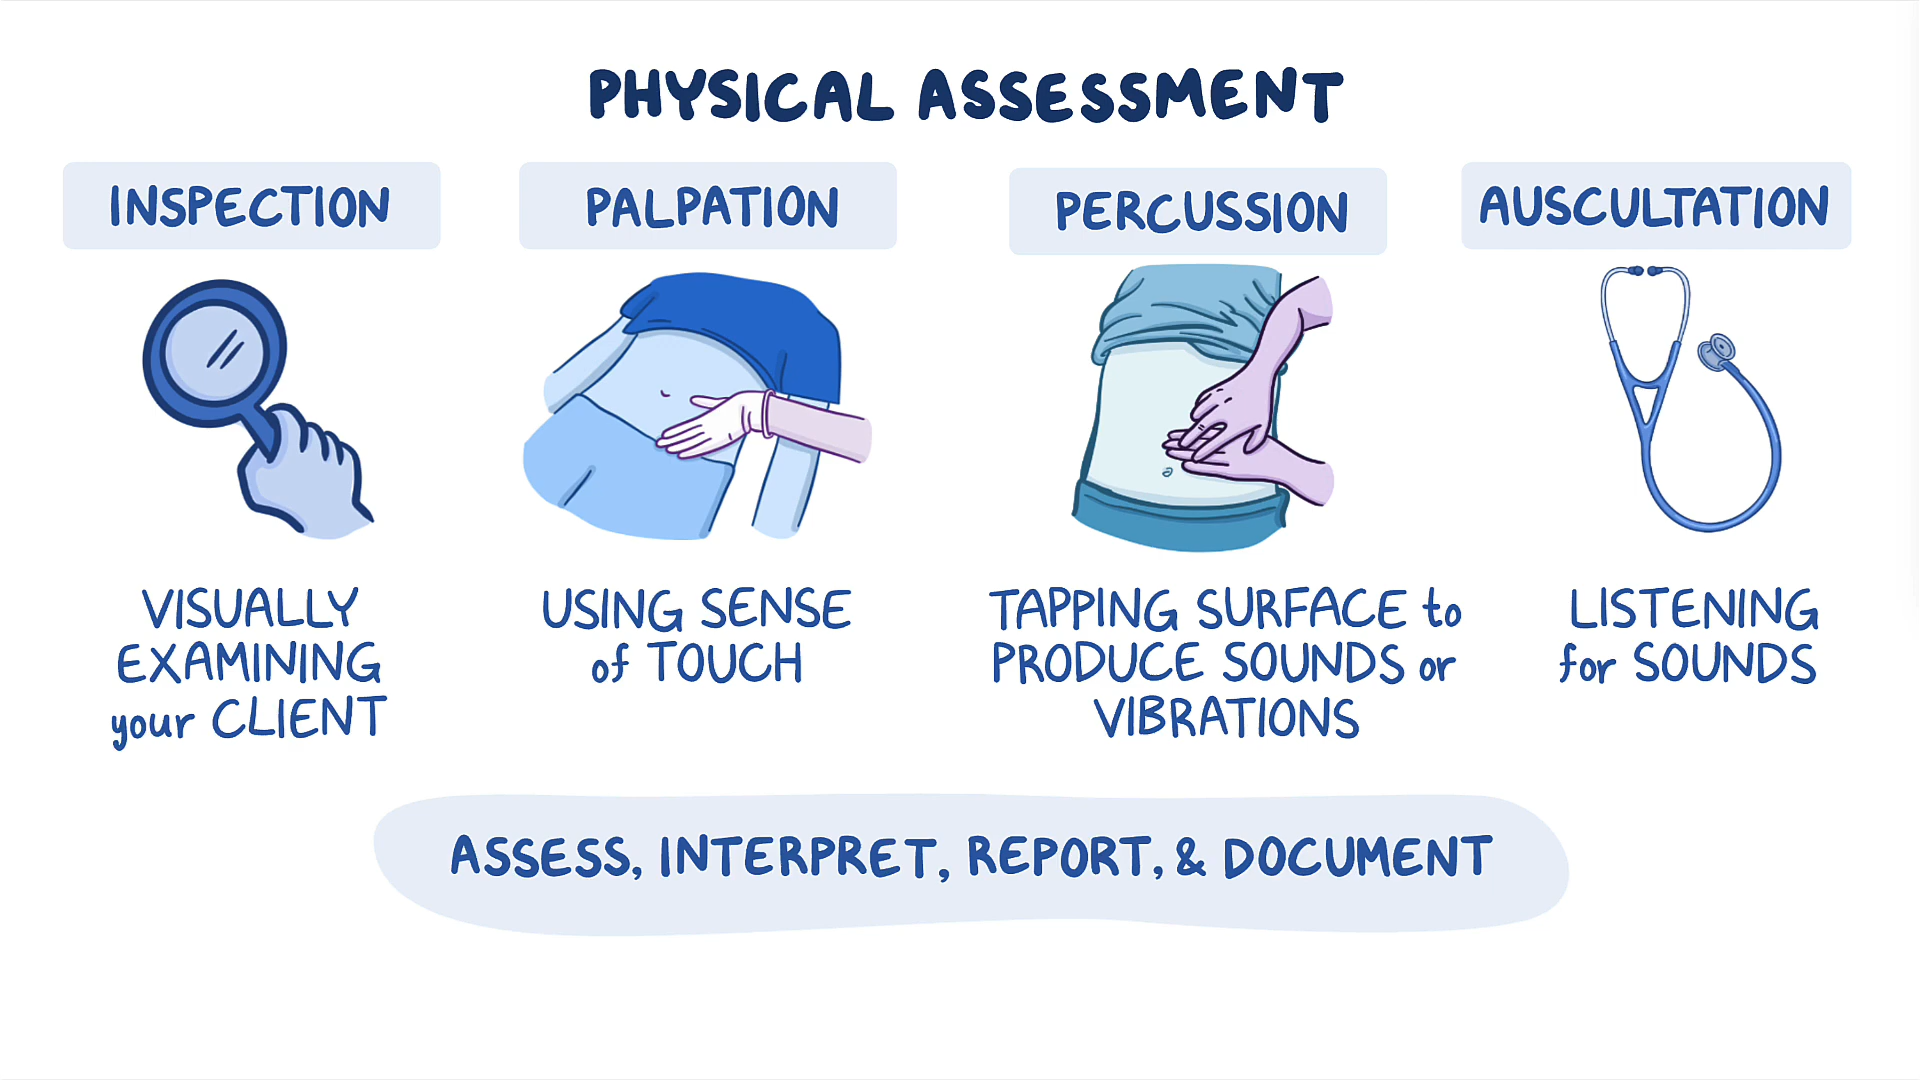 PHYSICAL ASSESSMENT
INSPECTION
VISUALLY
EXAMINING
your CLIENT
PALPATION
USING SENSE
of TOUCH
PERCUSSION
TAPPING SURFACE to
PRODUCE SOUNDS or
VIBRATIONS
AUSCULTATION
LISTENING
for SOUNDS
ASSESS, INTERPRET, REPORT, & DOCUMENT